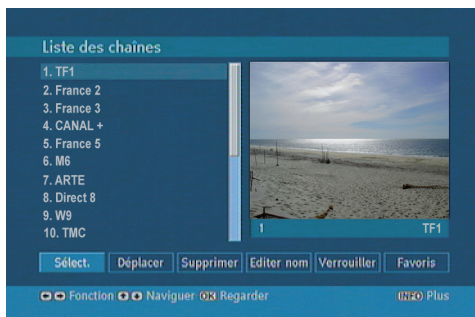 Liste des chaînes
1. TF1
2. France 2
3. France 3
4. CANAL +
5. France 5
6. M6
7. ARTE
8. Direct 8
9. W9
10. TMC
1 TF1
Sélect. Déplacer Supprimer Editer nom Verrouiller Favoris
Fonction Naviguer OK Regarder INFO Plus